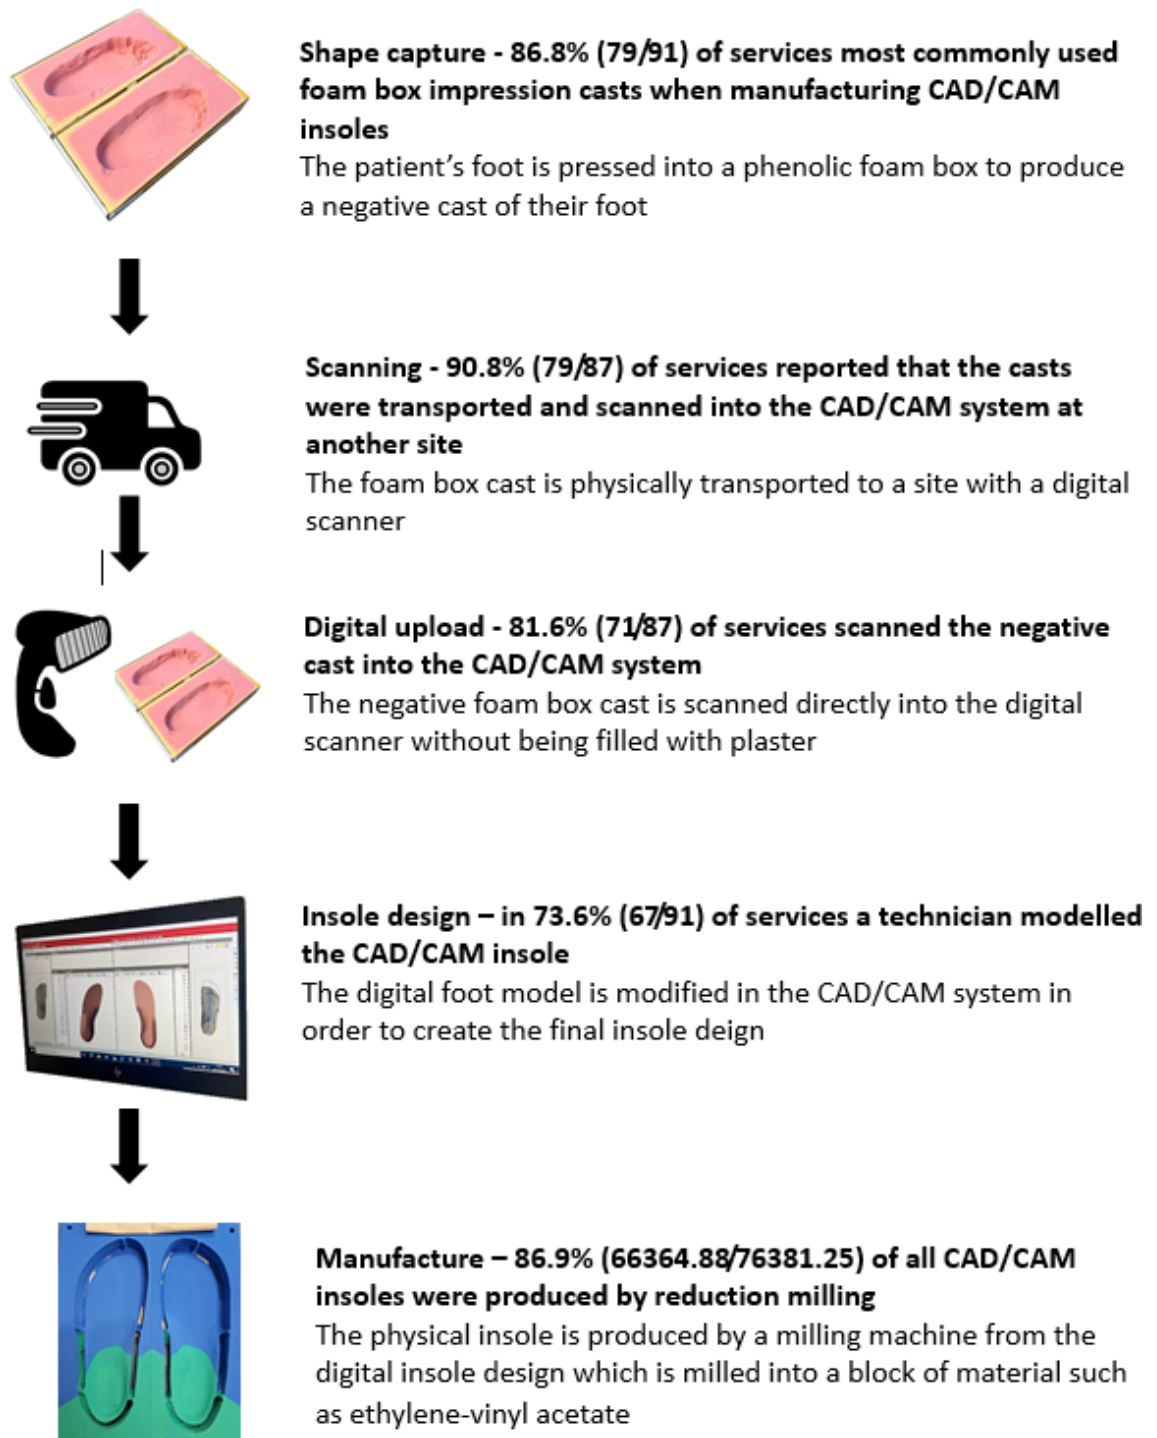 Shape capture - 86.8% (79/91) of services most commonly used
foam box impression casts when manufacturing CAD/CAM
insoles
The patient’s foot is pressed into a phenolic foam box to produce
a negative cast of their foot
Scanning - 90.8% (79/87) of services reported that the casts
were transported and scanned into the CAD/CAM system at
another site
The foam box cast is physically transported to a site with a digital
scanner
Digital upload - 81.6% (71/87) of services scanned the negative
cast into the CAD/CAM system
The negative foam box cast is scanned directly into the digital
scanner without being filled with plaster
Insole design – in 73.6% (67/91) of services a technician modelled
the CAD/CAM insole
The digital foot model is modified in the CAD/CAM system in
order to create the final insole deign
Manufacture – 86.9% (66364.88/76381.25) of all CAD/CAM
insoles were produced by reduction milling
The physical insole is produced by a milling machine from the
digital insole design which is milled into a block of material such
as ethylene-vinyl acetate